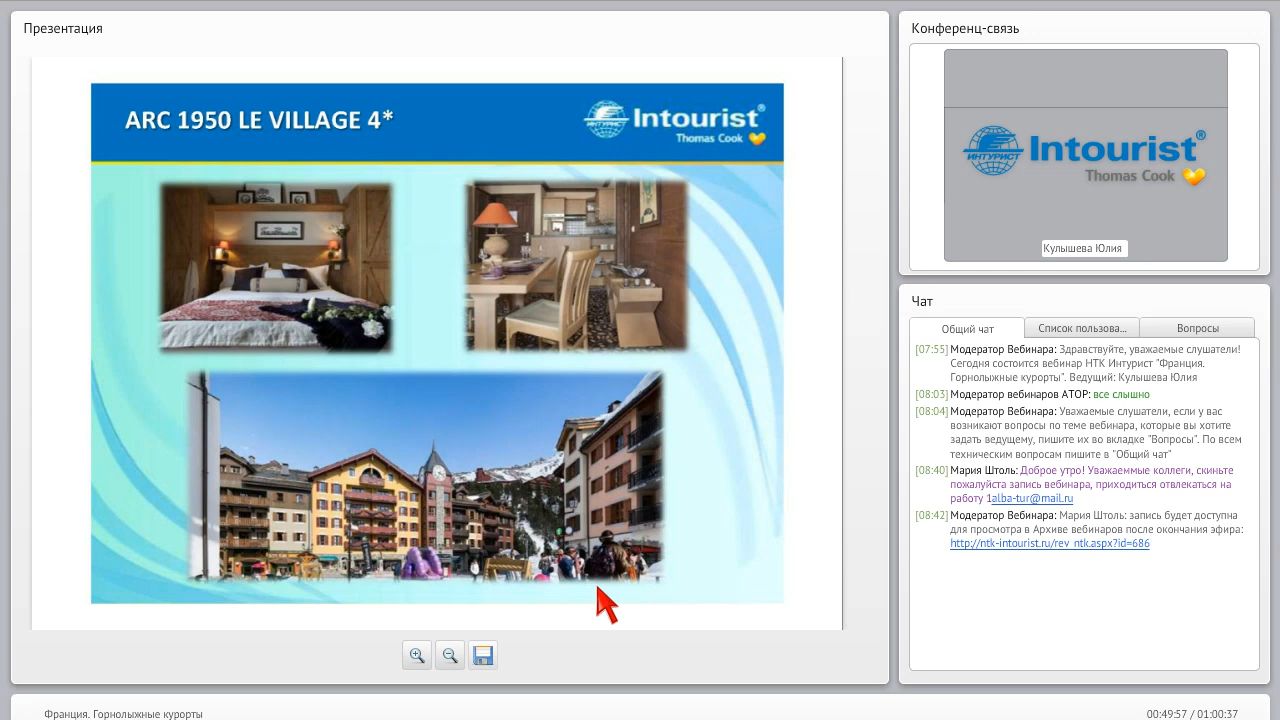 Презентация
ARC 1950 LE VILLAGE 4*
ИНТУРИСТ
Intourist®
Thomas Cook
Конференц-связь
ИНТУРИСТ
Intourist®
Thomas Cook
Кулышева Юлия
Чат
Общий чат
Список пользова...
Вопросы
[07:55] Модератор Вебинара: Здравствуйте, уважаемые слушатели!
Сегодня состоится вебинар НТК Интурист "Франция.
Горнолыжные курорты". Ведущий: Кулышева Юлия
[08:03] Модератор вебинаров АТОР: все слышно
[08:04] Модератор Вебинара: Уважаемые слушатели, если у вас
возникают вопросы по теме вебинара, которые вы хотите
задать ведущему, пишите их во вкладке "Вопросы". По всем
техническим вопросам пишите в "Общий чат"
[08:40] Мария Штоль: Доброе утро! Уважаеммые коллеги, скиньте
пожалуйста запись вебинара, приходиться отвлекаться на
работу 1alba-tur@mail.ru
[08:42] Модератор Вебинара: Мария Штоль: запись будет доступна
для просмотра в Архиве вебинаров после окончания эфира:
http://ntk-intourist.ru/rev_ntk.aspx?id=686
Франция. Горнолыжные курорты
00:49:57 / 01:00:37